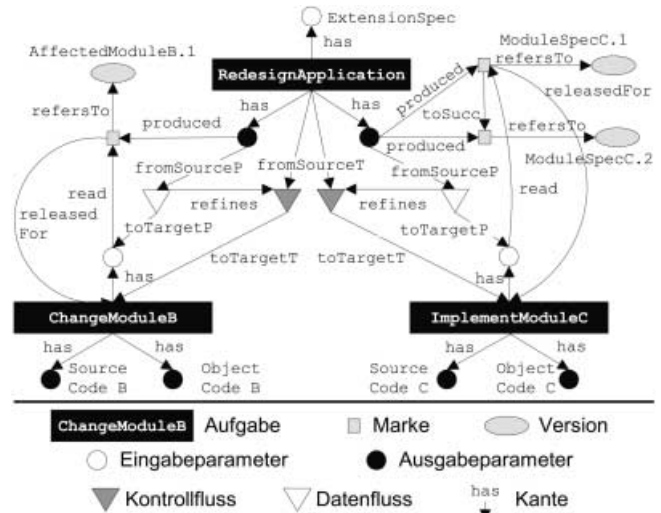 ExtensionSpec
has
AffectedModuleB.1
ModuleSpecC.1
RedesignApplication
refersTo
produced
releasedFor
refersTo
has
has
toSucc
produced
produced
refersTo
fromSourceP
fromSourceT
fromSourceP
ModuleSpecC.2
read
refines
refines
read
released
For
toTargetP
toTargetP
toTargetT
toTargetT
has
has
ChangeModuleB
ImplementModuleC
has
has
has
has
Source
Code B
Object
Code B
Source
Code C
Object
Code C
ChangeModuleB Aufgabe
Marke
Version
Eingabeparameter
Ausgabeparameter
Kontrollfluss
Datenfluss
has Kante